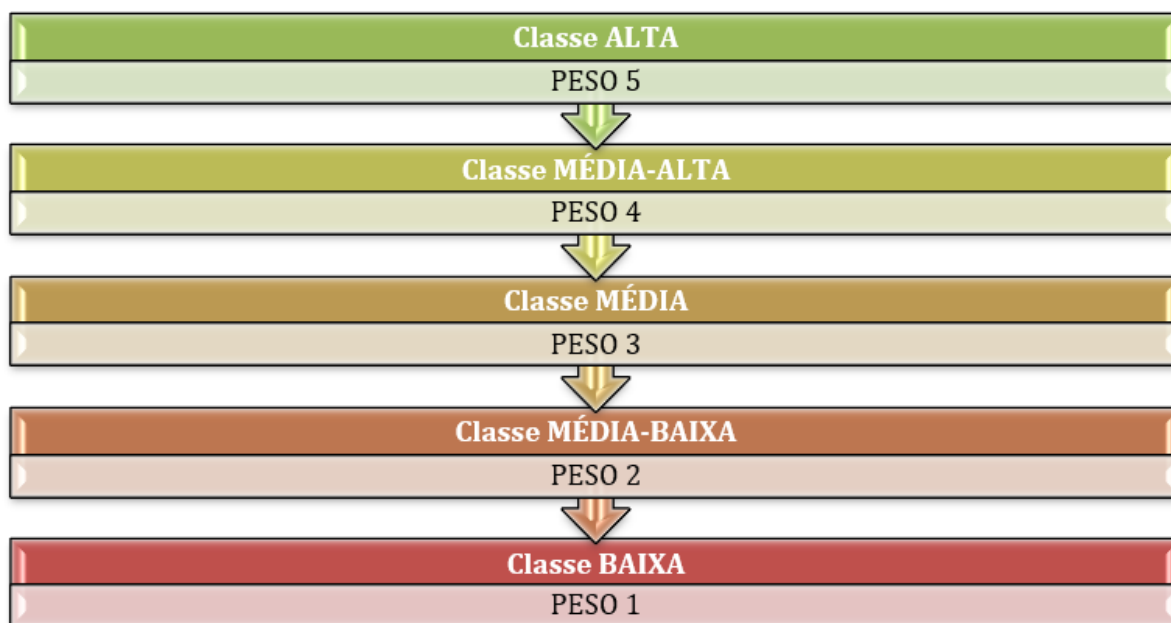 Classe ALTA
PESO 5
Classe MÉDIA-ALTA
PESO 4
Classe MÉDIA
PESO 3
Classe MÉDIA-BAIXA
PESO 2
Classe BAIXA
PESO 1